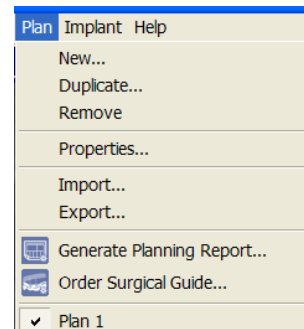 Plan Implant Help
New...
Duplicate...
Remove
Properties...
Import...
Export...
Generate Planning Report...
Order Surgical Guide...
Plan 1